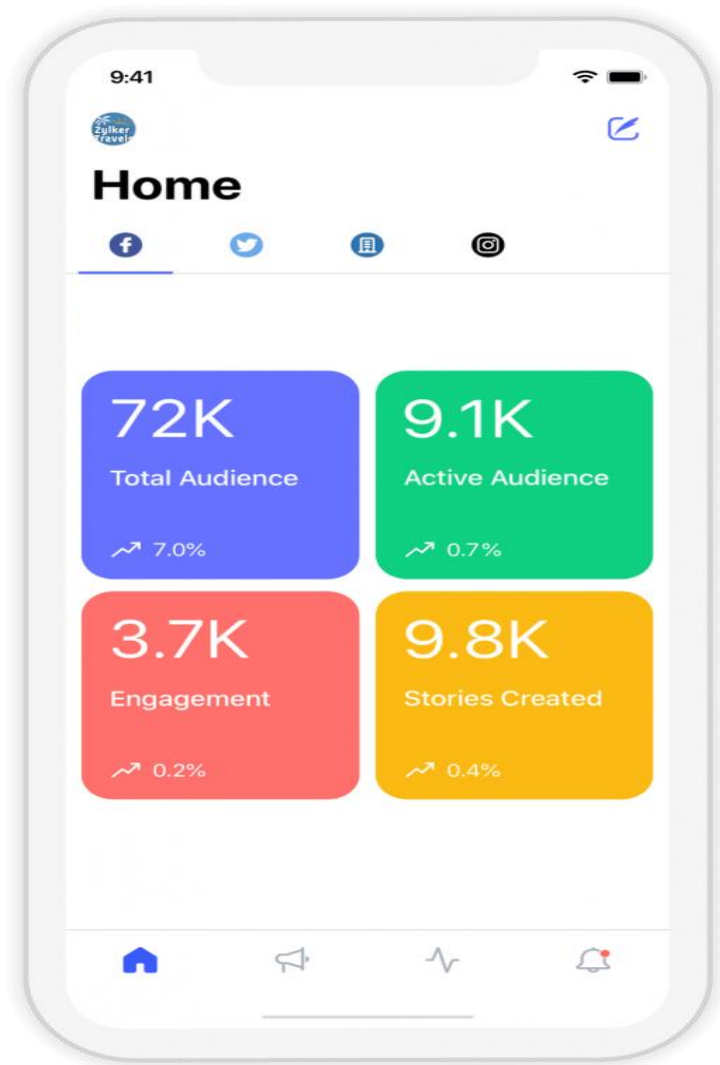 9:41
Zylker
Travels
Home
72K
Total Audience
7.0%
9.1K
Active Audience
0.7%
3.7K
Engagement
0.2%
9.8K
Stories Created
0.4%